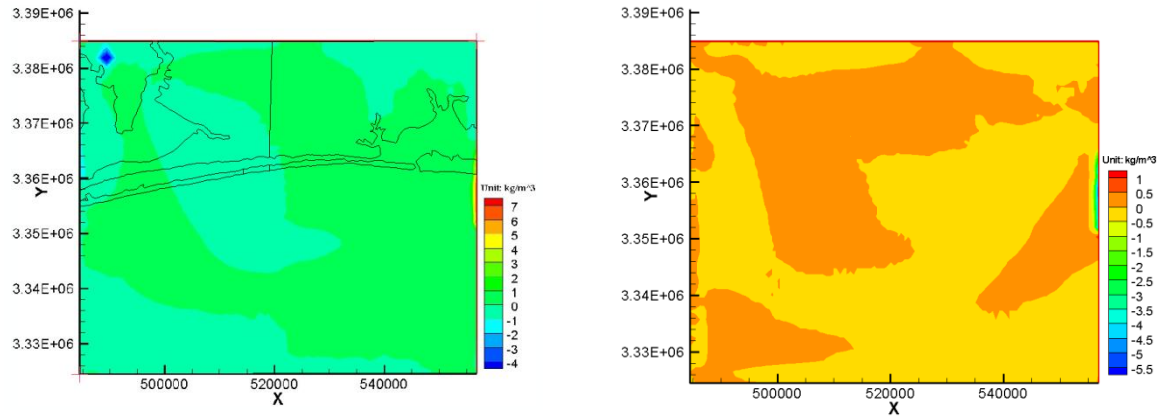 3.39E+06
3.38E+06
3.37E+06
3.36E+06
3.35E+06
3.34E+06
3.33E+06
Y
500000 520000 540000
X
Unit: kg/m^3
7
6
5
4
3
2
1
0
-1
-2
-3
-4
3.39E+06
3.38E+06
3.37E+06
3.36E+06
3.35E+06
3.34E+06
3.33E+06
Y
500000 520000 540000
X
Unit: kg/m^3
1
0.5
0
-0.5
-1
-1.5
-2
-2.5
-3
-3.5
-4
-4.5
-5
-5.5